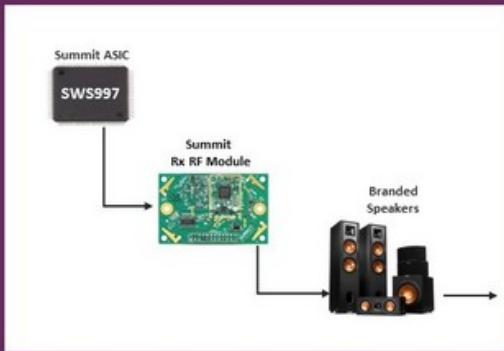 Summit ASIC
SWS997
Summit
Rx RF Module
Branded
Speakers